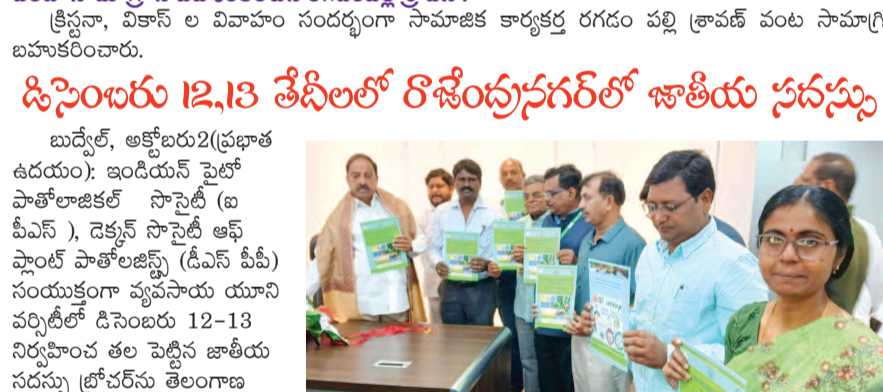 క్రిస్టినా, వికాస్ ల వివాహం సందర్భంగా సామాజిక కార్యకర్త రగడం పల్లి శ్రావణ్ వంట సామాగ్రి
బహుకరించారు.
డిసెంబరు 12,13 తేదీలలో రాజేంద్రనగర్‌లో జాతీయ సదస్సు
బుద్వేల్, అక్టోబరు2(ప్రభాత
ఉదయం): ఇండియన్ ఫైటో
పాతోలాజికల్ సొసైటీ (ఐ
పీఎస్ ), డెక్కన్ సొసైటీ ఆఫ్
ప్లాంట్ పాతోలజిస్ట్స్ (డీఎస్ పీపీ)
సంయుక్తంగా వ్యవసాయ యూని
వర్సిటీలో డిసెంబరు 12-13
నిర్వహించ తల పెట్టిన జాతీయ
సదస్సు బ్రోచర్‌ను తెలంగాణ